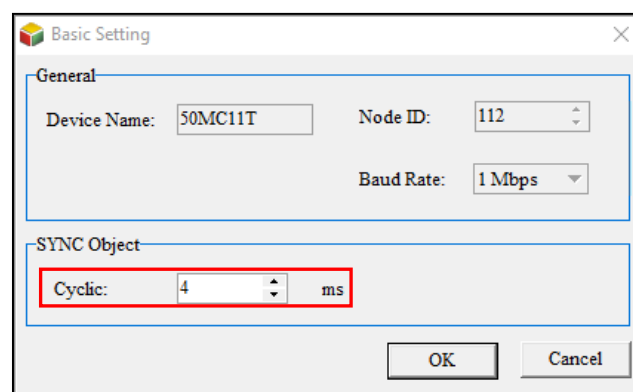 Basic Setting
General
Device Name: 50MC11T Node ID: 112
Baud Rate: 1 Mbps
SYNC Object
Cyclic: 4 ms
OK Cancel